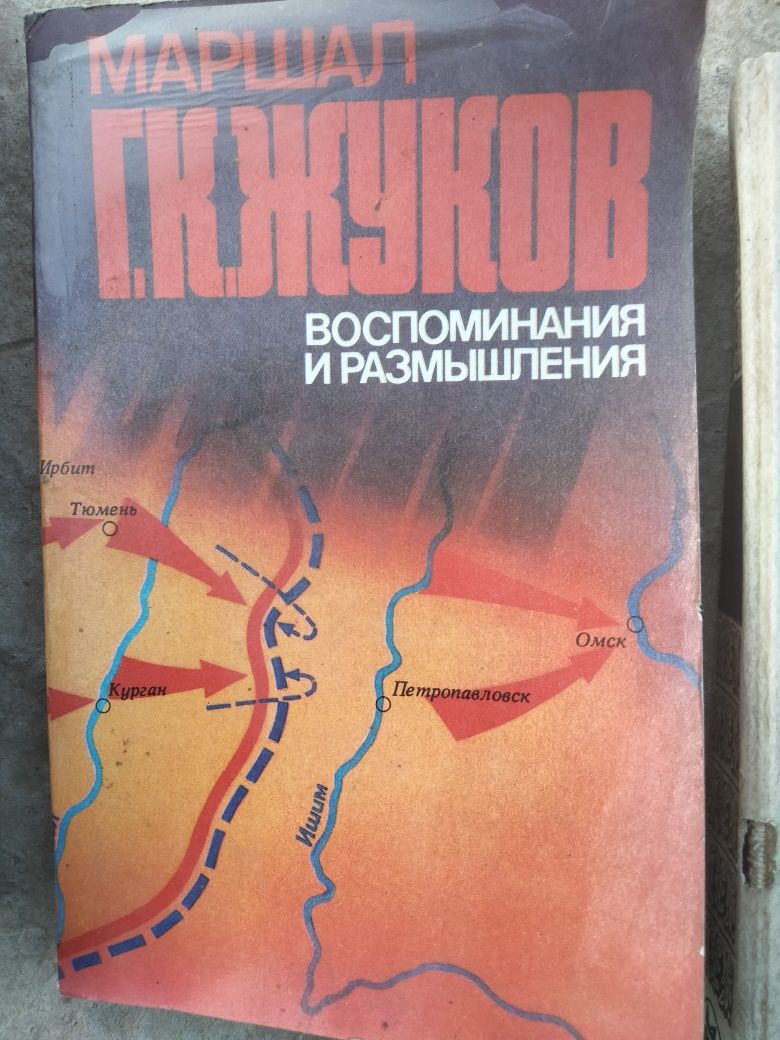 МАРШАЛ
Г.К.ЖУКОВ
ВОСПОМИНАНИЯ
И РАЗМЫШЛЕНИЯ
Ирбит
Тюмень
Омск
Курган
Петропавловск
Ишим